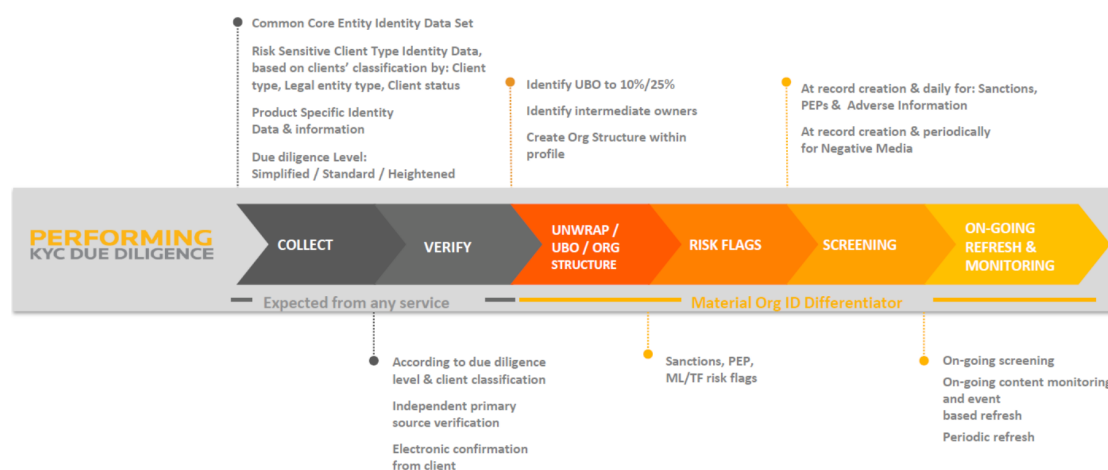 Common Core Entity Identity Data Set
Risk Sensitive Client Type Identity Data,
based on clients' classification by: Client
type, Legal entity type, Client status
Product Specific Identity
Data & information
Due diligence Level:
Simplified / Standard / Heightened
Identify UBO to 10%/25%
Identify intermediate owners
Create Org Structure within
profile
At record creation & daily for: Sanctions,
PEPs & Adverse Information
At record creation & periodically
for Negative Media
PERFORMING
KYC DUE DILIGENCE
COLLECT
VERIFY
UNWRAP /
UBO / ORG
STRUCTURE
RISK FLAGS
SCREENING
ON-GOING
REFRESH &
MONITORING
Expected from any service
Material Org ID Differentiator
According to due diligence
level & client classification
Independent primary
source verification
Electronic confirmation
from client
Sanctions, PEP,
ML/TF risk flags
On-going screening
On-going content monitoring
and event
based refresh
Periodic refresh